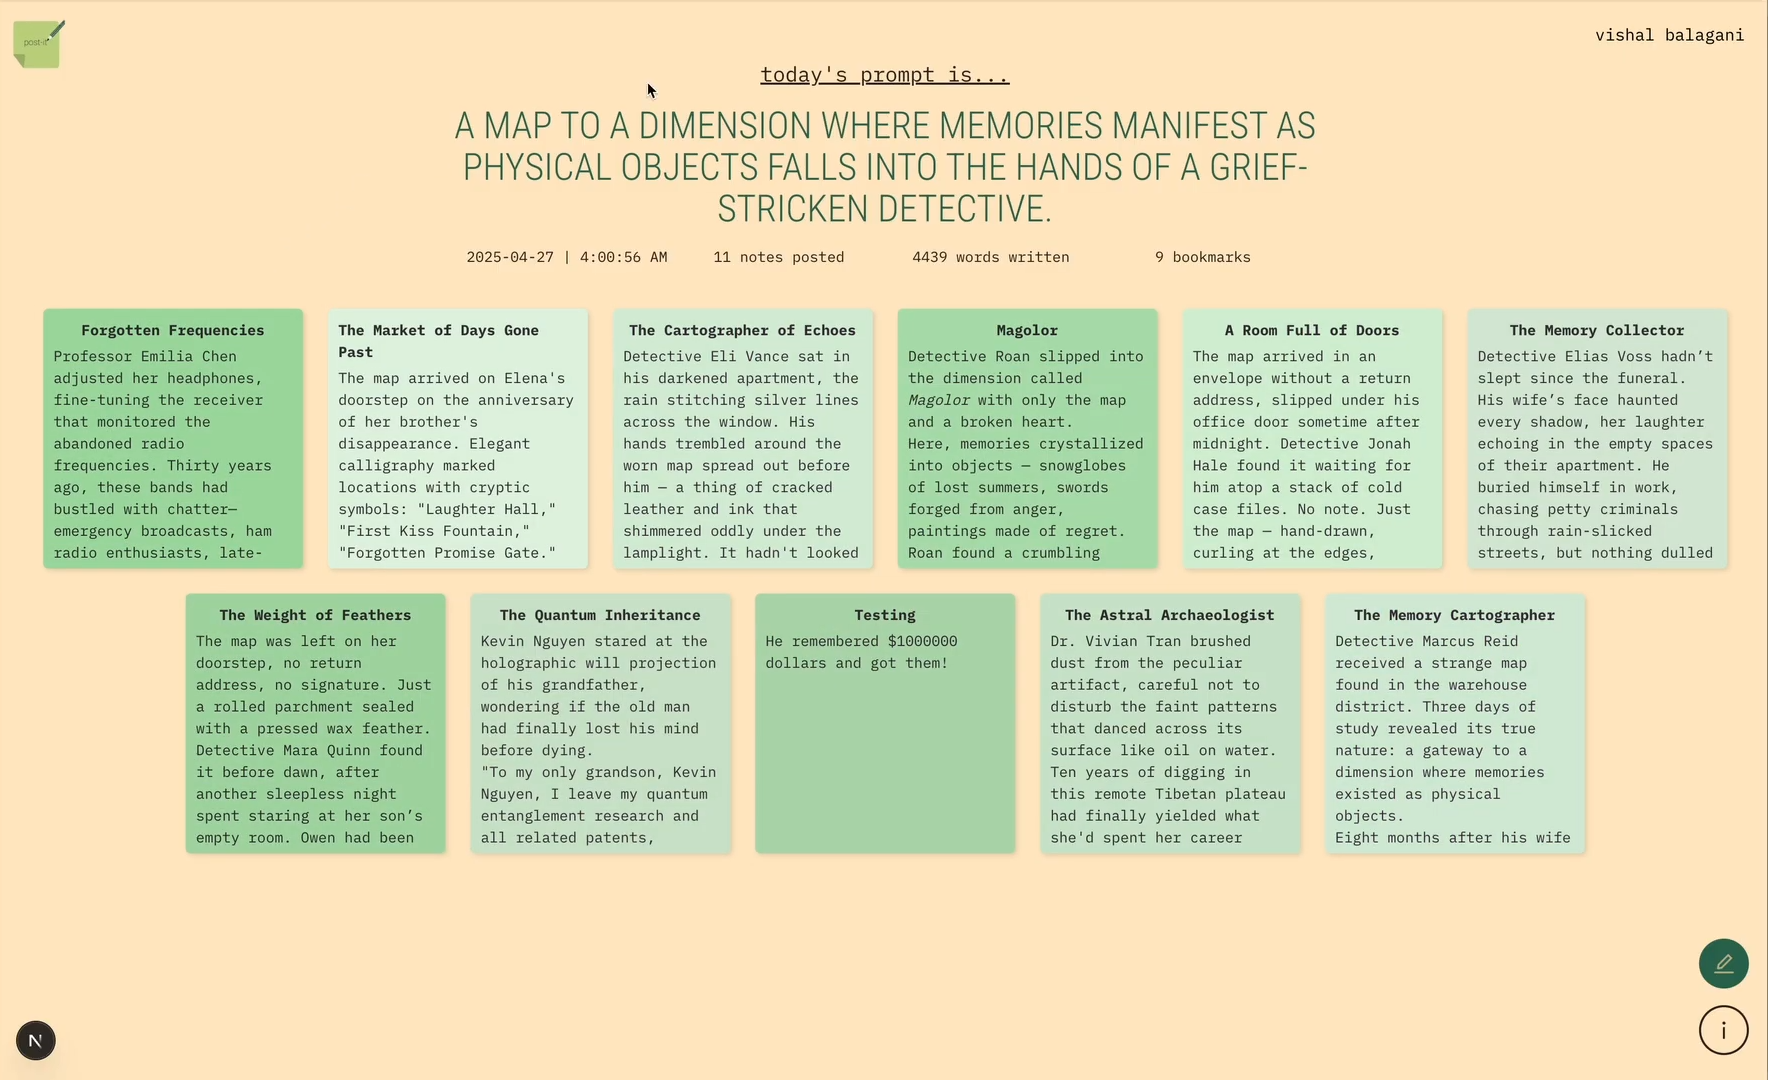 post-it
vishal balagani
today's prompt is...
A MAP TO A DIMENSION WHERE MEMORIES MANIFEST AS
PHYSICAL OBJECTS FALLS INTO THE HANDS OF A GRIEF-
STRICKEN DETECTIVE.
2025-04-27 | 4:00:56 AM 11 notes posted 4439 words written 9 bookmarks
Forgotten Frequencies
Professor Emilia Chen
adjusted her headphones,
fine-tuning the receiver
that monitored the
abandoned radio
frequencies. Thirty years
ago, these bands had
bustled with chatter—
emergency broadcasts, ham
radio enthusiasts, late-
The Market of Days Gone
Past
The map arrived on Elena's
doorstep on the anniversary
of her brother's
disappearance. Elegant
calligraphy marked
locations with cryptic
symbols: "Laughter Hall,"
"First Kiss Fountain,"
"Forgotten Promise Gate."
The Cartographer of Echoes
Detective Eli Vance sat in
his darkened apartment, the
rain stitching silver lines
across the window. His
hands trembled around the
worn map spread out before
him — a thing of cracked
leather and ink that
shimmered oddly under the
lamplight. It hadn't looked
Magolor
Detective Roan slipped into
the dimension called
Magolor with only the map
and a broken heart.
Here, memories crystallized
into objects — snowglobes
of lost summers, swords
forged from anger,
paintings made of regret.
Roan found a crumbling
A Room Full of Doors
The map arrived in an
envelope without a return
address, slipped under his
office door sometime after
midnight. Detective Jonah
Hale found it waiting for
him atop a stack of cold
case files. No note. Just
the map — hand-drawn,
curling at the edges,
The Memory Collector
Detective Elias Voss hadn’t
slept since the funeral.
His wife’s face haunted
every shadow, her laughter
echoing in the empty spaces
of their apartment. He
buried himself in work,
chasing petty criminals
through rain-slicked
streets, but nothing dulled
The Weight of Feathers
The map was left on her
doorstep, no return
address, no signature. Just
a rolled parchment sealed
with a pressed wax feather.
Detective Mara Quinn found
it before dawn, after
another sleepless night
spent staring at her son’s
empty room. Owen had been
The Quantum Inheritance
Kevin Nguyen stared at the
holographic will projection
of his grandfather,
wondering if the old man
had finally lost his mind
before dying.
"To my only grandson, Kevin
Nguyen, I leave my quantum
entanglement research and
all related patents,
Testing
He remembered $1000000
dollars and got them!
The Astral Archaeologist
Dr. Vivian Tran brushed
dust from the peculiar
artifact, careful not to
disturb the faint patterns
that danced across its
surface like oil on water.
Ten years of digging in
this remote Tibetan plateau
had finally yielded what
she'd spent her career
The Memory Cartographer
Detective Marcus Reid
received a strange map
found in the warehouse
district. Three days of
study revealed its true
nature: a gateway to a
dimension where memories
existed as physical
objects.
Eight months after his wife
N
i